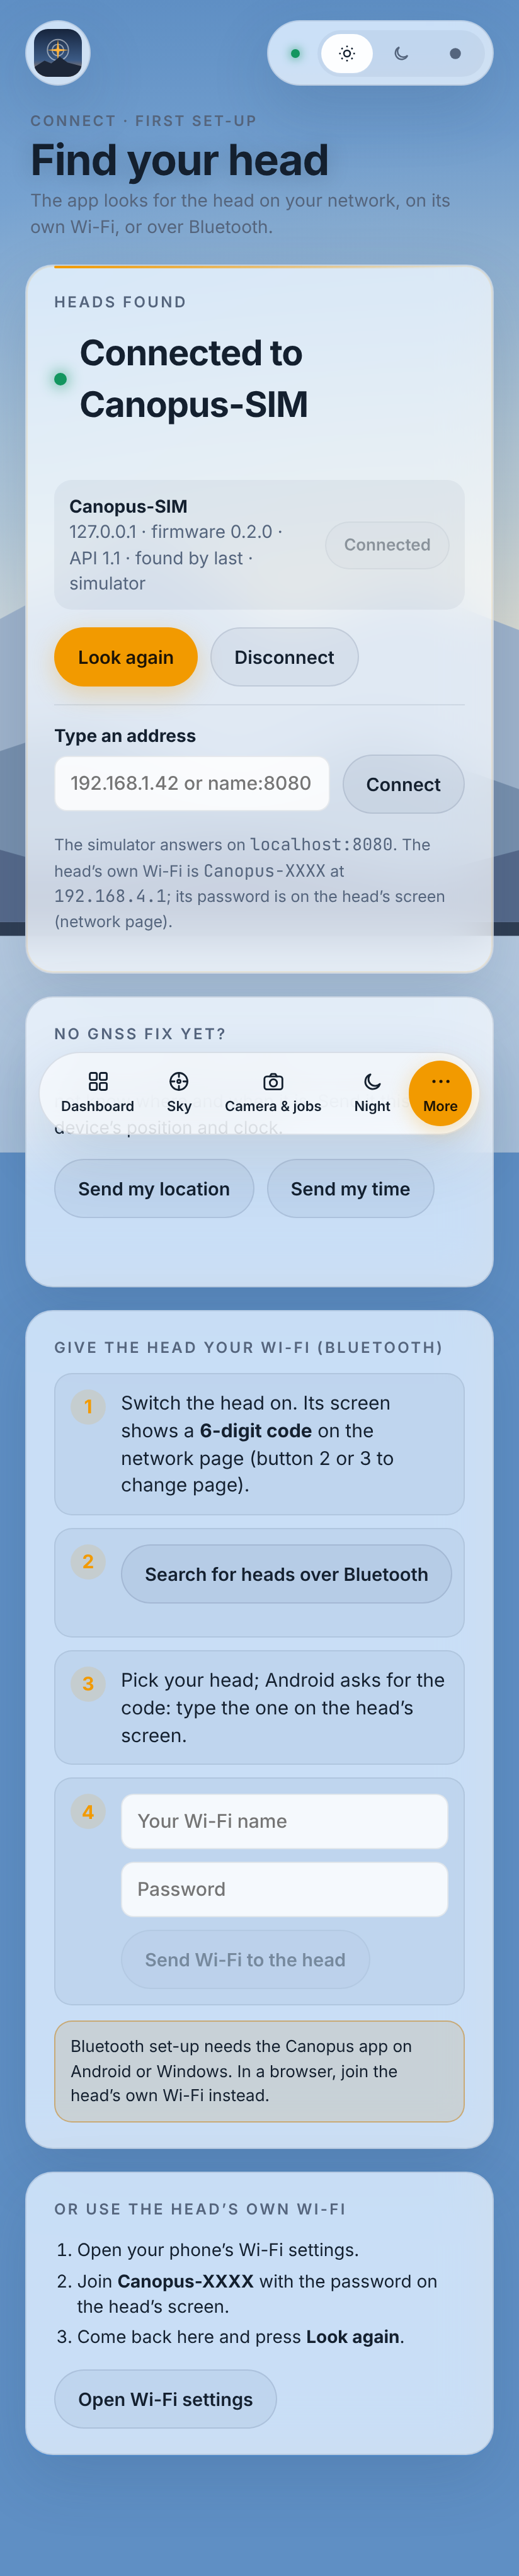 CONNECT · FIRST SET-UP
Find your head
The app looks for the head on your network, on its
own Wi-Fi, or over Bluetooth.
HEADS FOUND
Connected to
Canopus-SIM
Canopus-SIM
127.0.0.1 · firmware 0.2.0 ·
API 1.1 · found by last ·
simulator
Connected
Look again
Disconnect
Type an address
192.168.1.42 or name:8080
Connect
The simulator answers on localhost:8080. The
head’s own Wi-Fi is Canopus-XXXX at
192.168.4.1; its password is on the head’s screen
(network page).
NO GNSS FIX YET?
Dashboard
Sky
Camera & jobs
Night
More
device’s position and clock.
Send my location
Send my time
GIVE THE HEAD YOUR WI-FI (BLUETOOTH)
1
Switch the head on. Its screen
shows a 6-digit code on the
network page (button 2 or 3 to
change page).
2
Search for heads over Bluetooth
3
Pick your head; Android asks for the
code: type the one on the head’s
screen.
4
Your Wi-Fi name
Password
Send Wi-Fi to the head
Bluetooth set-up needs the Canopus app on
Android or Windows. In a browser, join the
head’s own Wi-Fi instead.
OR USE THE HEAD’S OWN WI-FI
1. Open your phone’s Wi-Fi settings.
2. Join Canopus-XXXX with the password on
the head’s screen.
3. Come back here and press Look again.
Open Wi-Fi settings